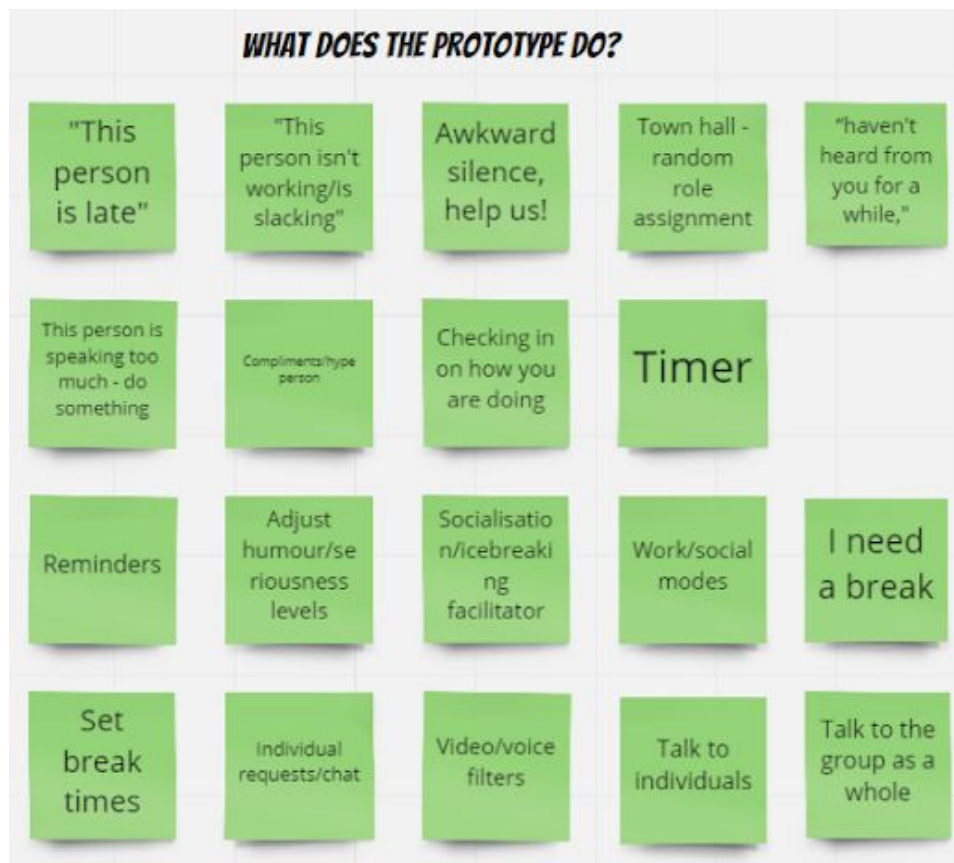 WHAT DOES THE PROTOTYPE DO?
"This
person
is late"
"This
person isn't
working/is
slacking"
Awkward
silence,
help us!
Town hall -
random
role
assignment
"haven't
heard from
you for a
while,"
This person is
speaking too
much - do
something
Compliments/hype
person
Checking in
on how you
are doing
Timer
Reminders
Adjust
humour/se
riousness
levels
Socialisatio
n/icebreaki
ng
facilitator
Work/social
modes
I need
a break
Set
break
times
Individual
requests/chat
Video/voice
filters
Talk to
individuals
Talk to the
group as a
whole